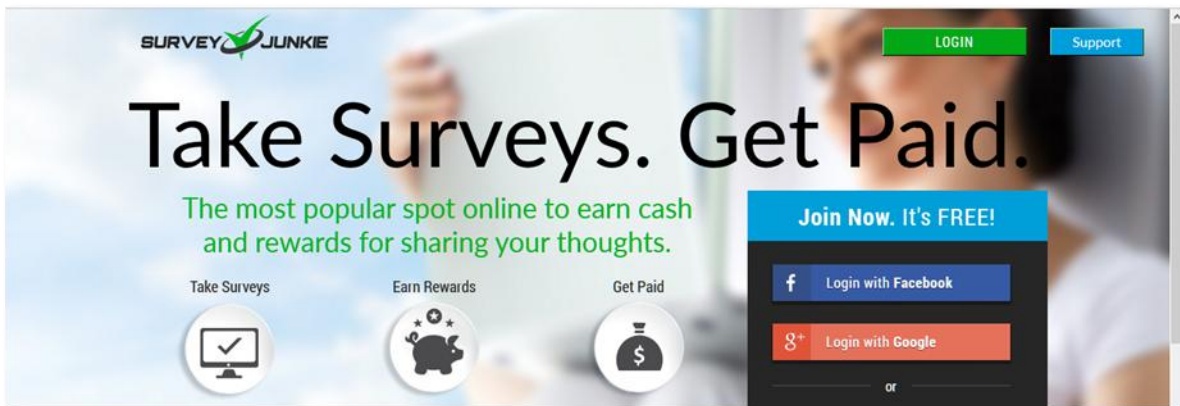 SURVEY JUNKIE
LOGIN
Support
Take Surveys. Get Paid.
The most popular spot online to earn cash
and rewards for sharing your thoughts.
Join Now. It's FREE!
Take Surveys
Earn Rewards
Get Paid
$
f Login with Facebook
8+ Login with Google
or